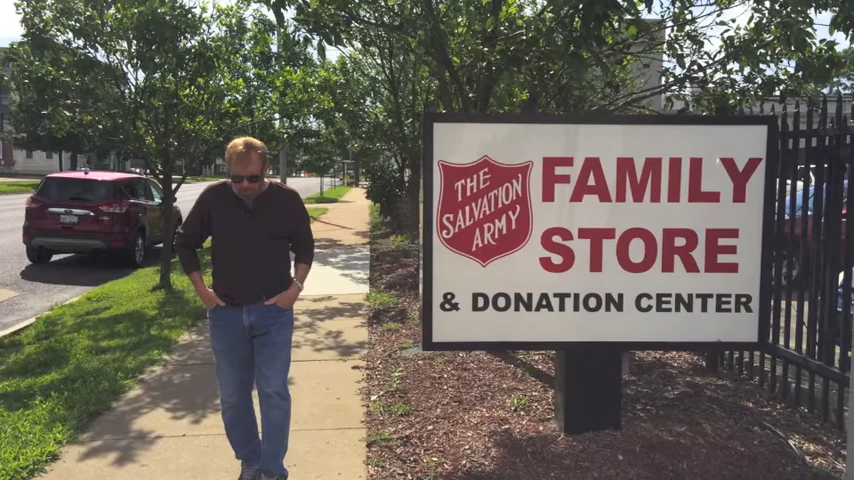 THE
SALVATION
ARMY
FAMILY
STORE
& DONATION CENTER